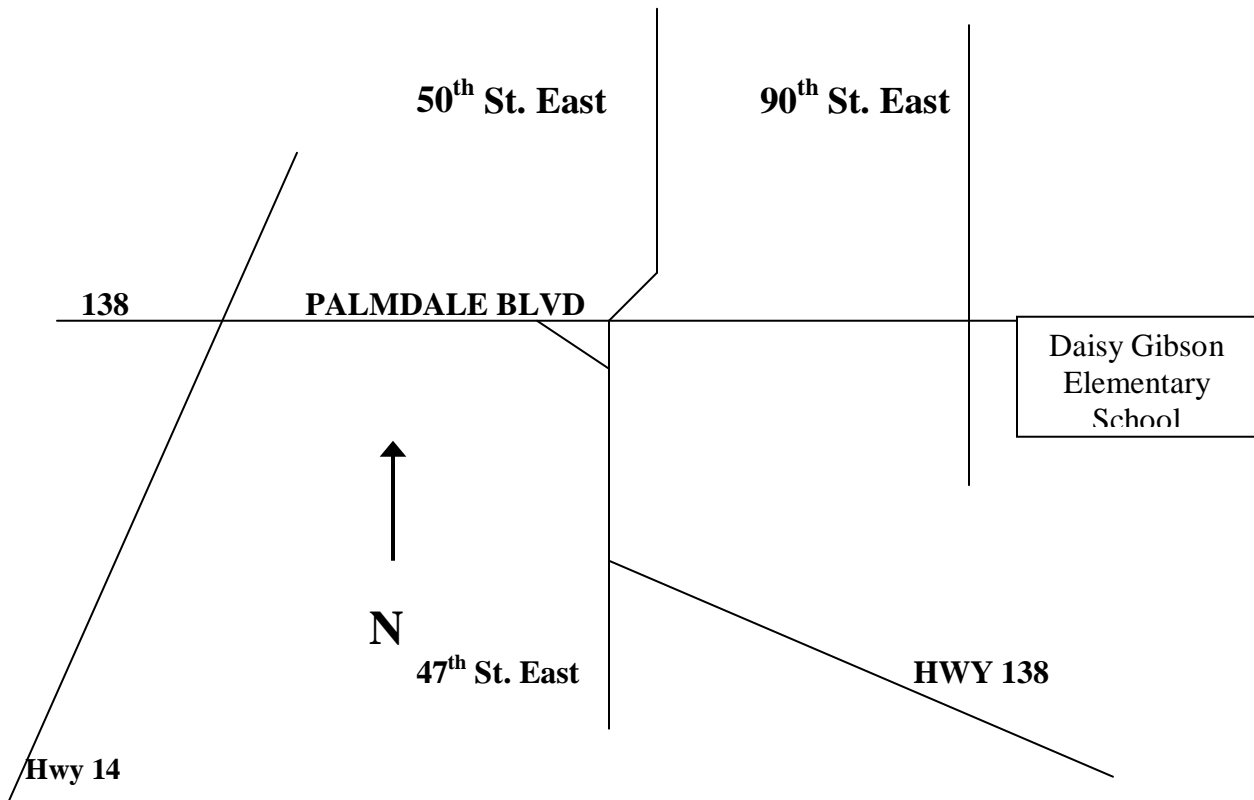 50th St. East
90th St. East
138
PALMDALE BLVD
Daisy Gibson
Elementary
School
N
47th St. East
HWY 138
Hwy 14